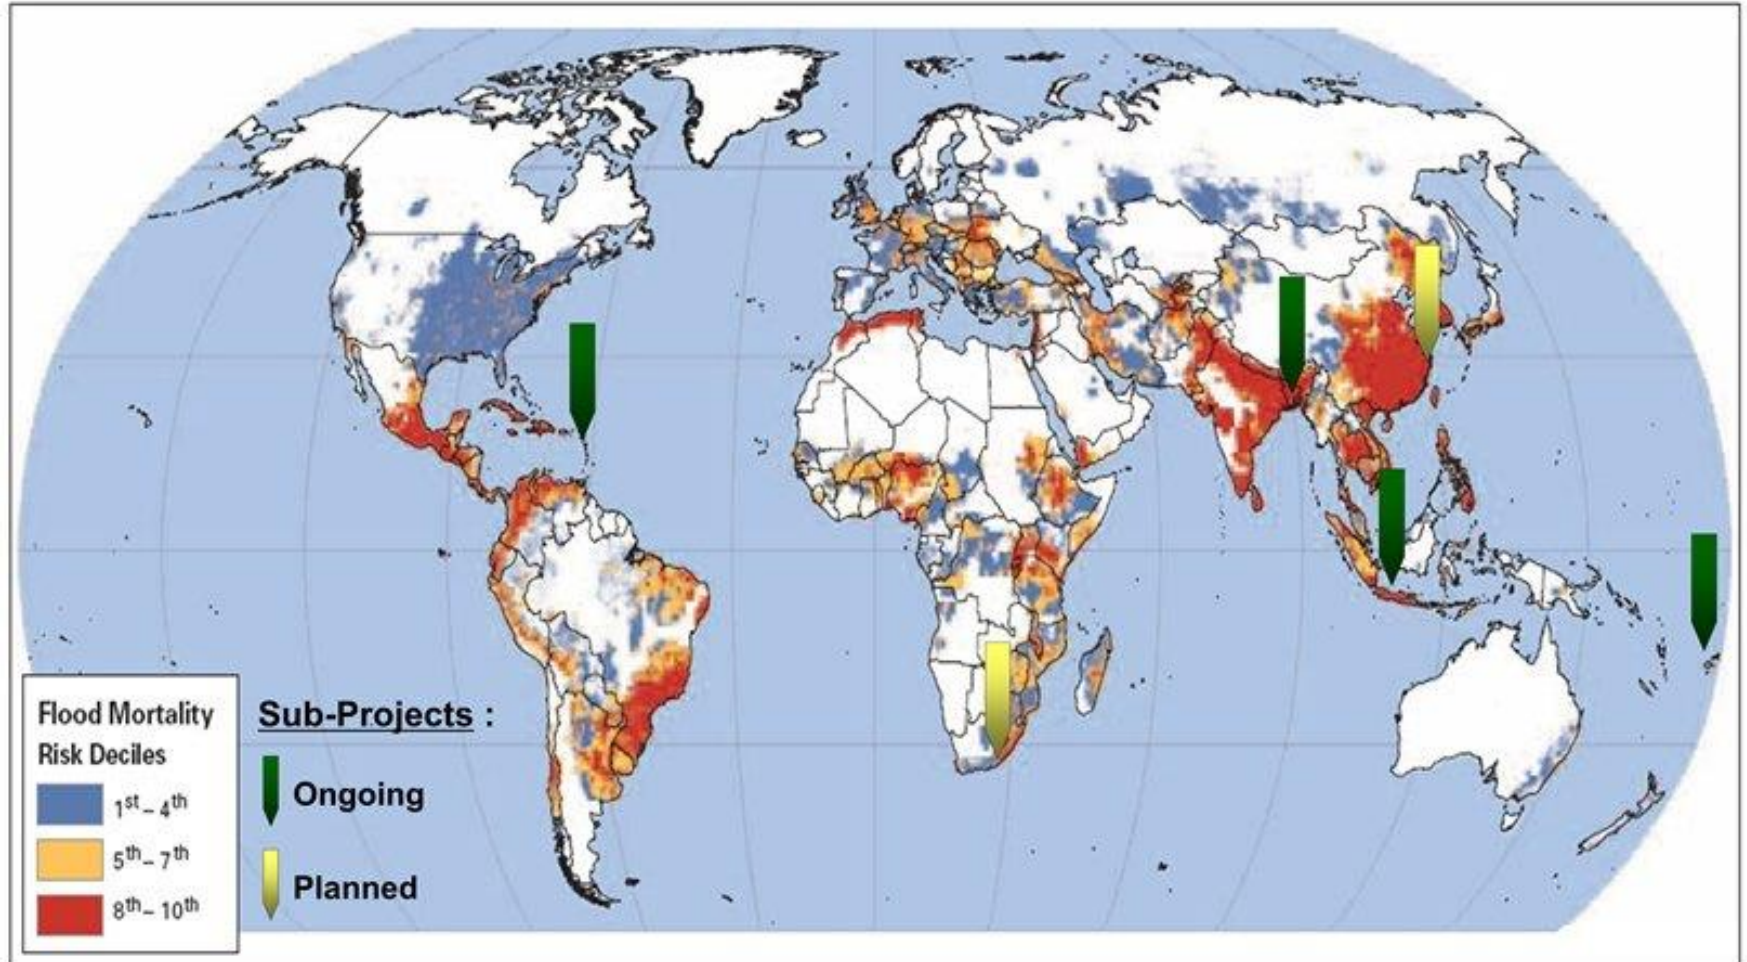 Flood Mortality
Risk Deciles
1st – 4th
5th – 7th
8th – 10th
Sub-Projects :
Ongoing
Planned